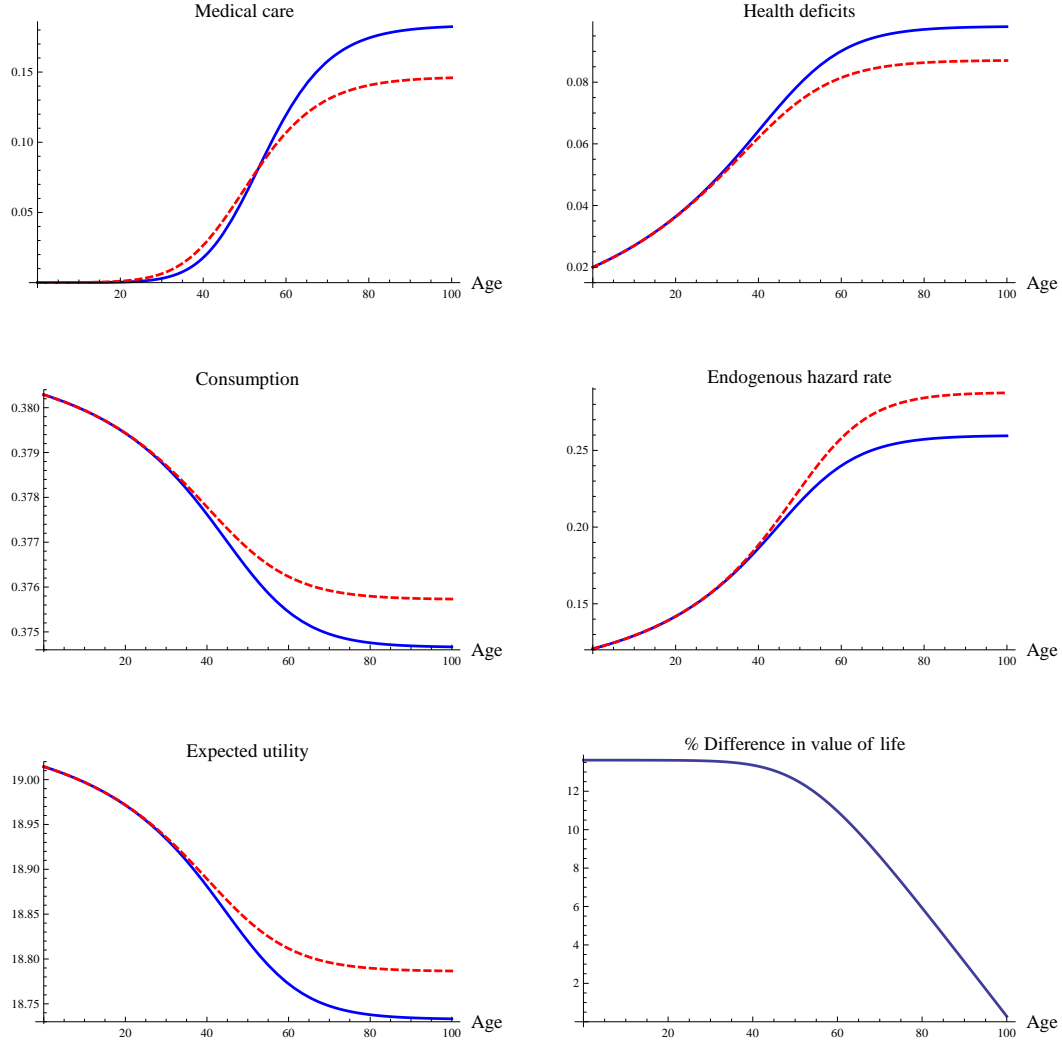 Medical care
0.15
0.10
0.05
20 40 60 80 100 Age
Health deficits
0.08
0.06
0.04
0.02
20 40 60 80 100 Age
Consumption
0.380
0.379
0.378
0.377
0.376
0.375
20 40 60 80 100 Age
Endogenous hazard rate
0.25
0.20
0.15
20 40 60 80 100 Age
Expected utility
19.00
18.95
18.90
18.85
18.80
18.75
20 40 60 80 100 Age
% Difference in value of life
12
10
8
6
4
2
20 40 60 80 100 Age